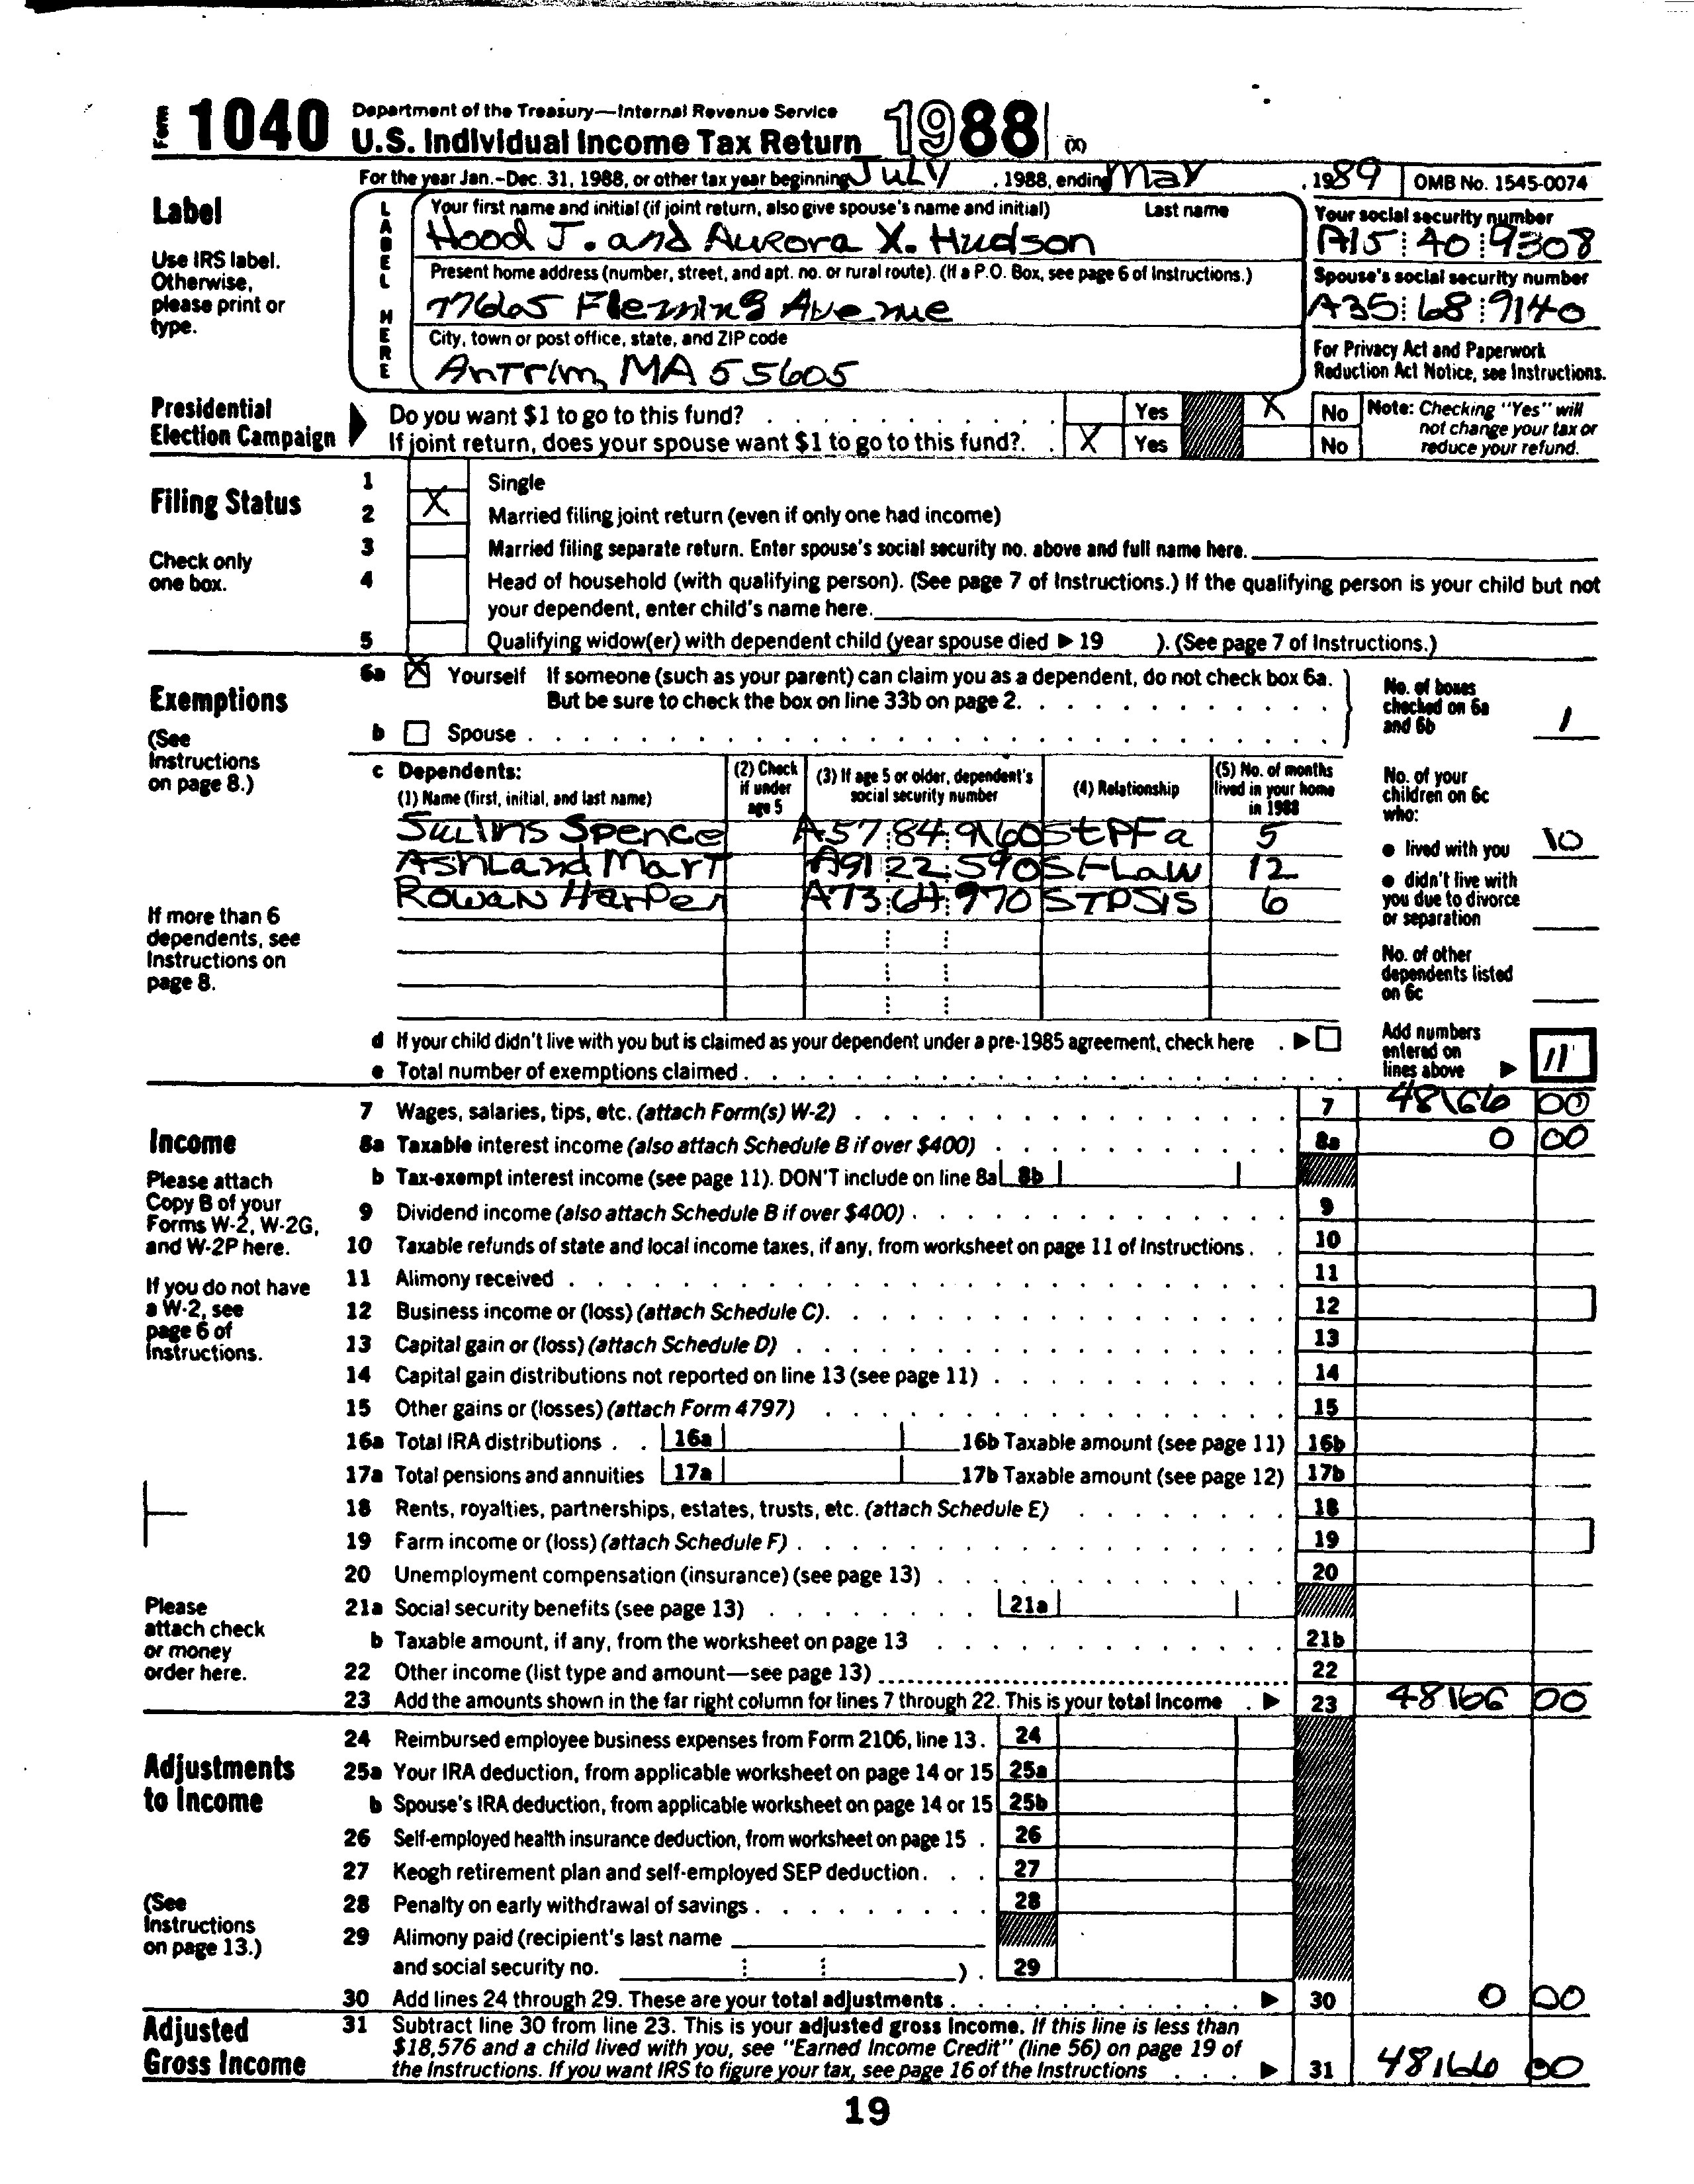 Form 1040 Department of the Treasury—Internal Revenue Service
U.S. Individual Income Tax Return 1988 (X)
For the year Jan.-Dec. 31, 1988, or other tax year beginning July , 1988, ending May , 1989 OMB No. 1545-0074
Label
Use IRS label. Otherwise, please print or type.
LABEL HERE
Your first name and initial (if joint return, also give spouse's name and initial) Last name
Hood J. and Aurora X. Hudson
Your social security number
A15 40 9308
Present home address (number, street, and apt. no. or rural route). (If a P.O. Box, see page 6 of Instructions.)
77605 Fleming Avenue
Spouse's social security number
A35 68 9140
City, town or post office, state, and ZIP code
Antrim, MA 55605
For Privacy Act and Paperwork Reduction Act Notice, see Instructions.
Presidential Election Campaign
Do you want $1 to go to this fund? Yes X No
If joint return, does your spouse want $1 to go to this fund? X Yes No
Note: Checking "Yes" will not change your tax or reduce your refund.
Filing Status
Check only one box.
1 Single
2 X Married filing joint return (even if only one had income)
3 Married filing separate return. Enter spouse's social security no. above and full name here.
4 Head of household (with qualifying person). (See page 7 of Instructions.) If the qualifying person is your child but not
your dependent, enter child's name here.
5 Qualifying widow(er) with dependent child (year spouse died ▶ 19 ). (See page 7 of Instructions.)
Exemptions
(See Instructions on page 8.)
6a X Yourself If someone (such as your parent) can claim you as a dependent, do not check box 6a.
But be sure to check the box on line 33b on page 2.
b Spouse
No. of boxes checked on 6a and 6b 1
c Dependents:
(1) Name (first, initial, and last name) (2) Check if under age 5 (3) If age 5 or older, dependent's social security number (4) Relationship (5) No. of months lived in your home in 1988
Sullins Spence A57 84 9160 StPFa 5
Ashland Mart A91 22 590 St-Law 12
Rowan Harper A73 64 970 STPSIS 6
No. of your children on 6c who:
● lived with you 10
● didn't live with you due to divorce or separation
No. of other dependents listed on 6c
If more than 6 dependents, see Instructions on page 8.
d If your child didn't live with you but is claimed as your dependent under a pre-1985 agreement, check here ▶
e Total number of exemptions claimed
Add numbers entered on lines above ▶ 11
Income
Please attach Copy B of your Forms W-2, W-2G, and W-2P here.
If you do not have a W-2, see page 6 of Instructions.
Please attach check or money order here.
7 Wages, salaries, tips, etc. (attach Form(s) W-2) 7 48166 00
8a Taxable interest income (also attach Schedule B if over $400) 8a 0 00
b Tax-exempt interest income (see page 11). DON'T include on line 8a 8b
9 Dividend income (also attach Schedule B if over $400) 9
10 Taxable refunds of state and local income taxes, if any, from worksheet on page 11 of Instructions 10
11 Alimony received 11
12 Business income or (loss) (attach Schedule C) 12
13 Capital gain or (loss) (attach Schedule D) 13
14 Capital gain distributions not reported on line 13 (see page 11) 14
15 Other gains or (losses) (attach Form 4797) 15
16a Total IRA distributions 16a 16b Taxable amount (see page 11) 16b
17a Total pensions and annuities 17a 17b Taxable amount (see page 12) 17b
18 Rents, royalties, partnerships, estates, trusts, etc. (attach Schedule E) 18
19 Farm income or (loss) (attach Schedule F) 19
20 Unemployment compensation (insurance) (see page 13) 20
21a Social security benefits (see page 13) 21a
b Taxable amount, if any, from the worksheet on page 13 21b
22 Other income (list type and amount—see page 13) 22
23 Add the amounts shown in the far right column for lines 7 through 22. This is your total income ▶ 23 48166 00
Adjustments to Income
(See Instructions on page 13.)
24 Reimbursed employee business expenses from Form 2106, line 13. 24
25a Your IRA deduction, from applicable worksheet on page 14 or 15 25a
b Spouse's IRA deduction, from applicable worksheet on page 14 or 15 25b
26 Self-employed health insurance deduction, from worksheet on page 15 26
27 Keogh retirement plan and self-employed SEP deduction 27
28 Penalty on early withdrawal of savings 28
29 Alimony paid (recipient's last name
and social security no. ) 29
30 Add lines 24 through 29. These are your total adjustments ▶ 30 0 00
Adjusted Gross Income
31 Subtract line 30 from line 23. This is your adjusted gross income. If this line is less than
$18,576 and a child lived with you, see "Earned Income Credit" (line 56) on page 19 of
the Instructions. If you want IRS to figure your tax, see page 16 of the Instructions ▶ 31 48166 00
19